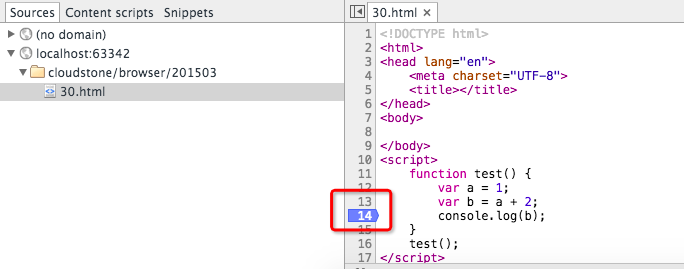 Sources Content scripts Snippets
(no domain)
localhost:63342
cloudstone/browser/201503
30.html
30.html ×
1 <!DOCTYPE html>
2 <html>
3 <head lang="en">
4     <meta charset="UTF-8">
5     <title></title>
6 </head>
7 <body>
8
9 </body>
10 <script>
11     function test() {
12         var a = 1;
13         var b = a + 2;
14         console.log(b);
15     }
16     test();
17 </script>